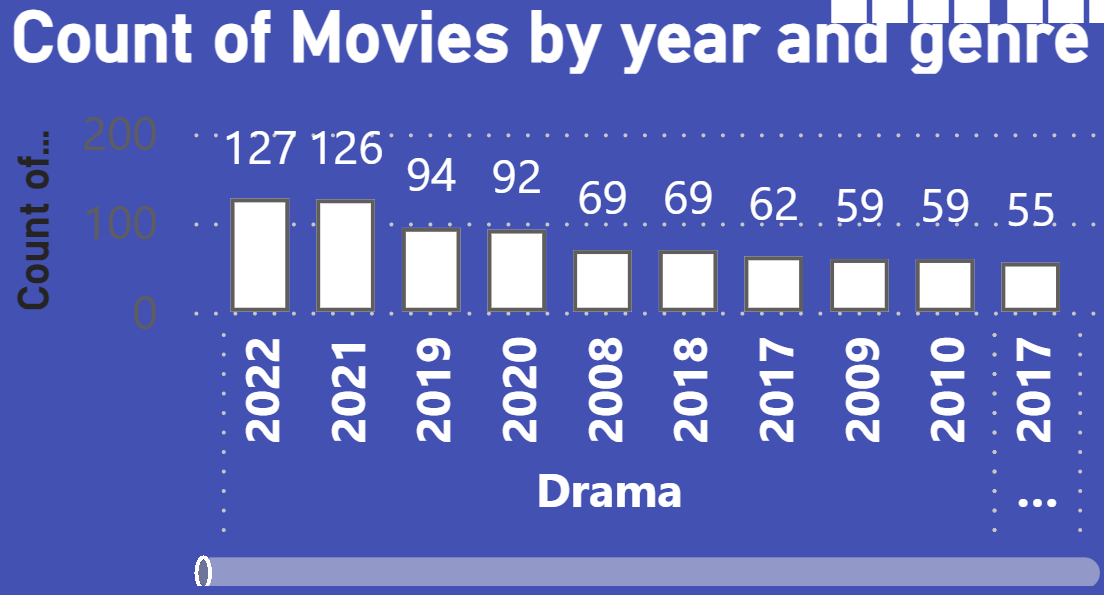 Count of Movies by year and genre
Count of...
200
100
0
127 126 94 92 69 69 62 59 59 55
2022 2021 2019 2020 2008 2018 2017 2009 2010 2017
Drama ...